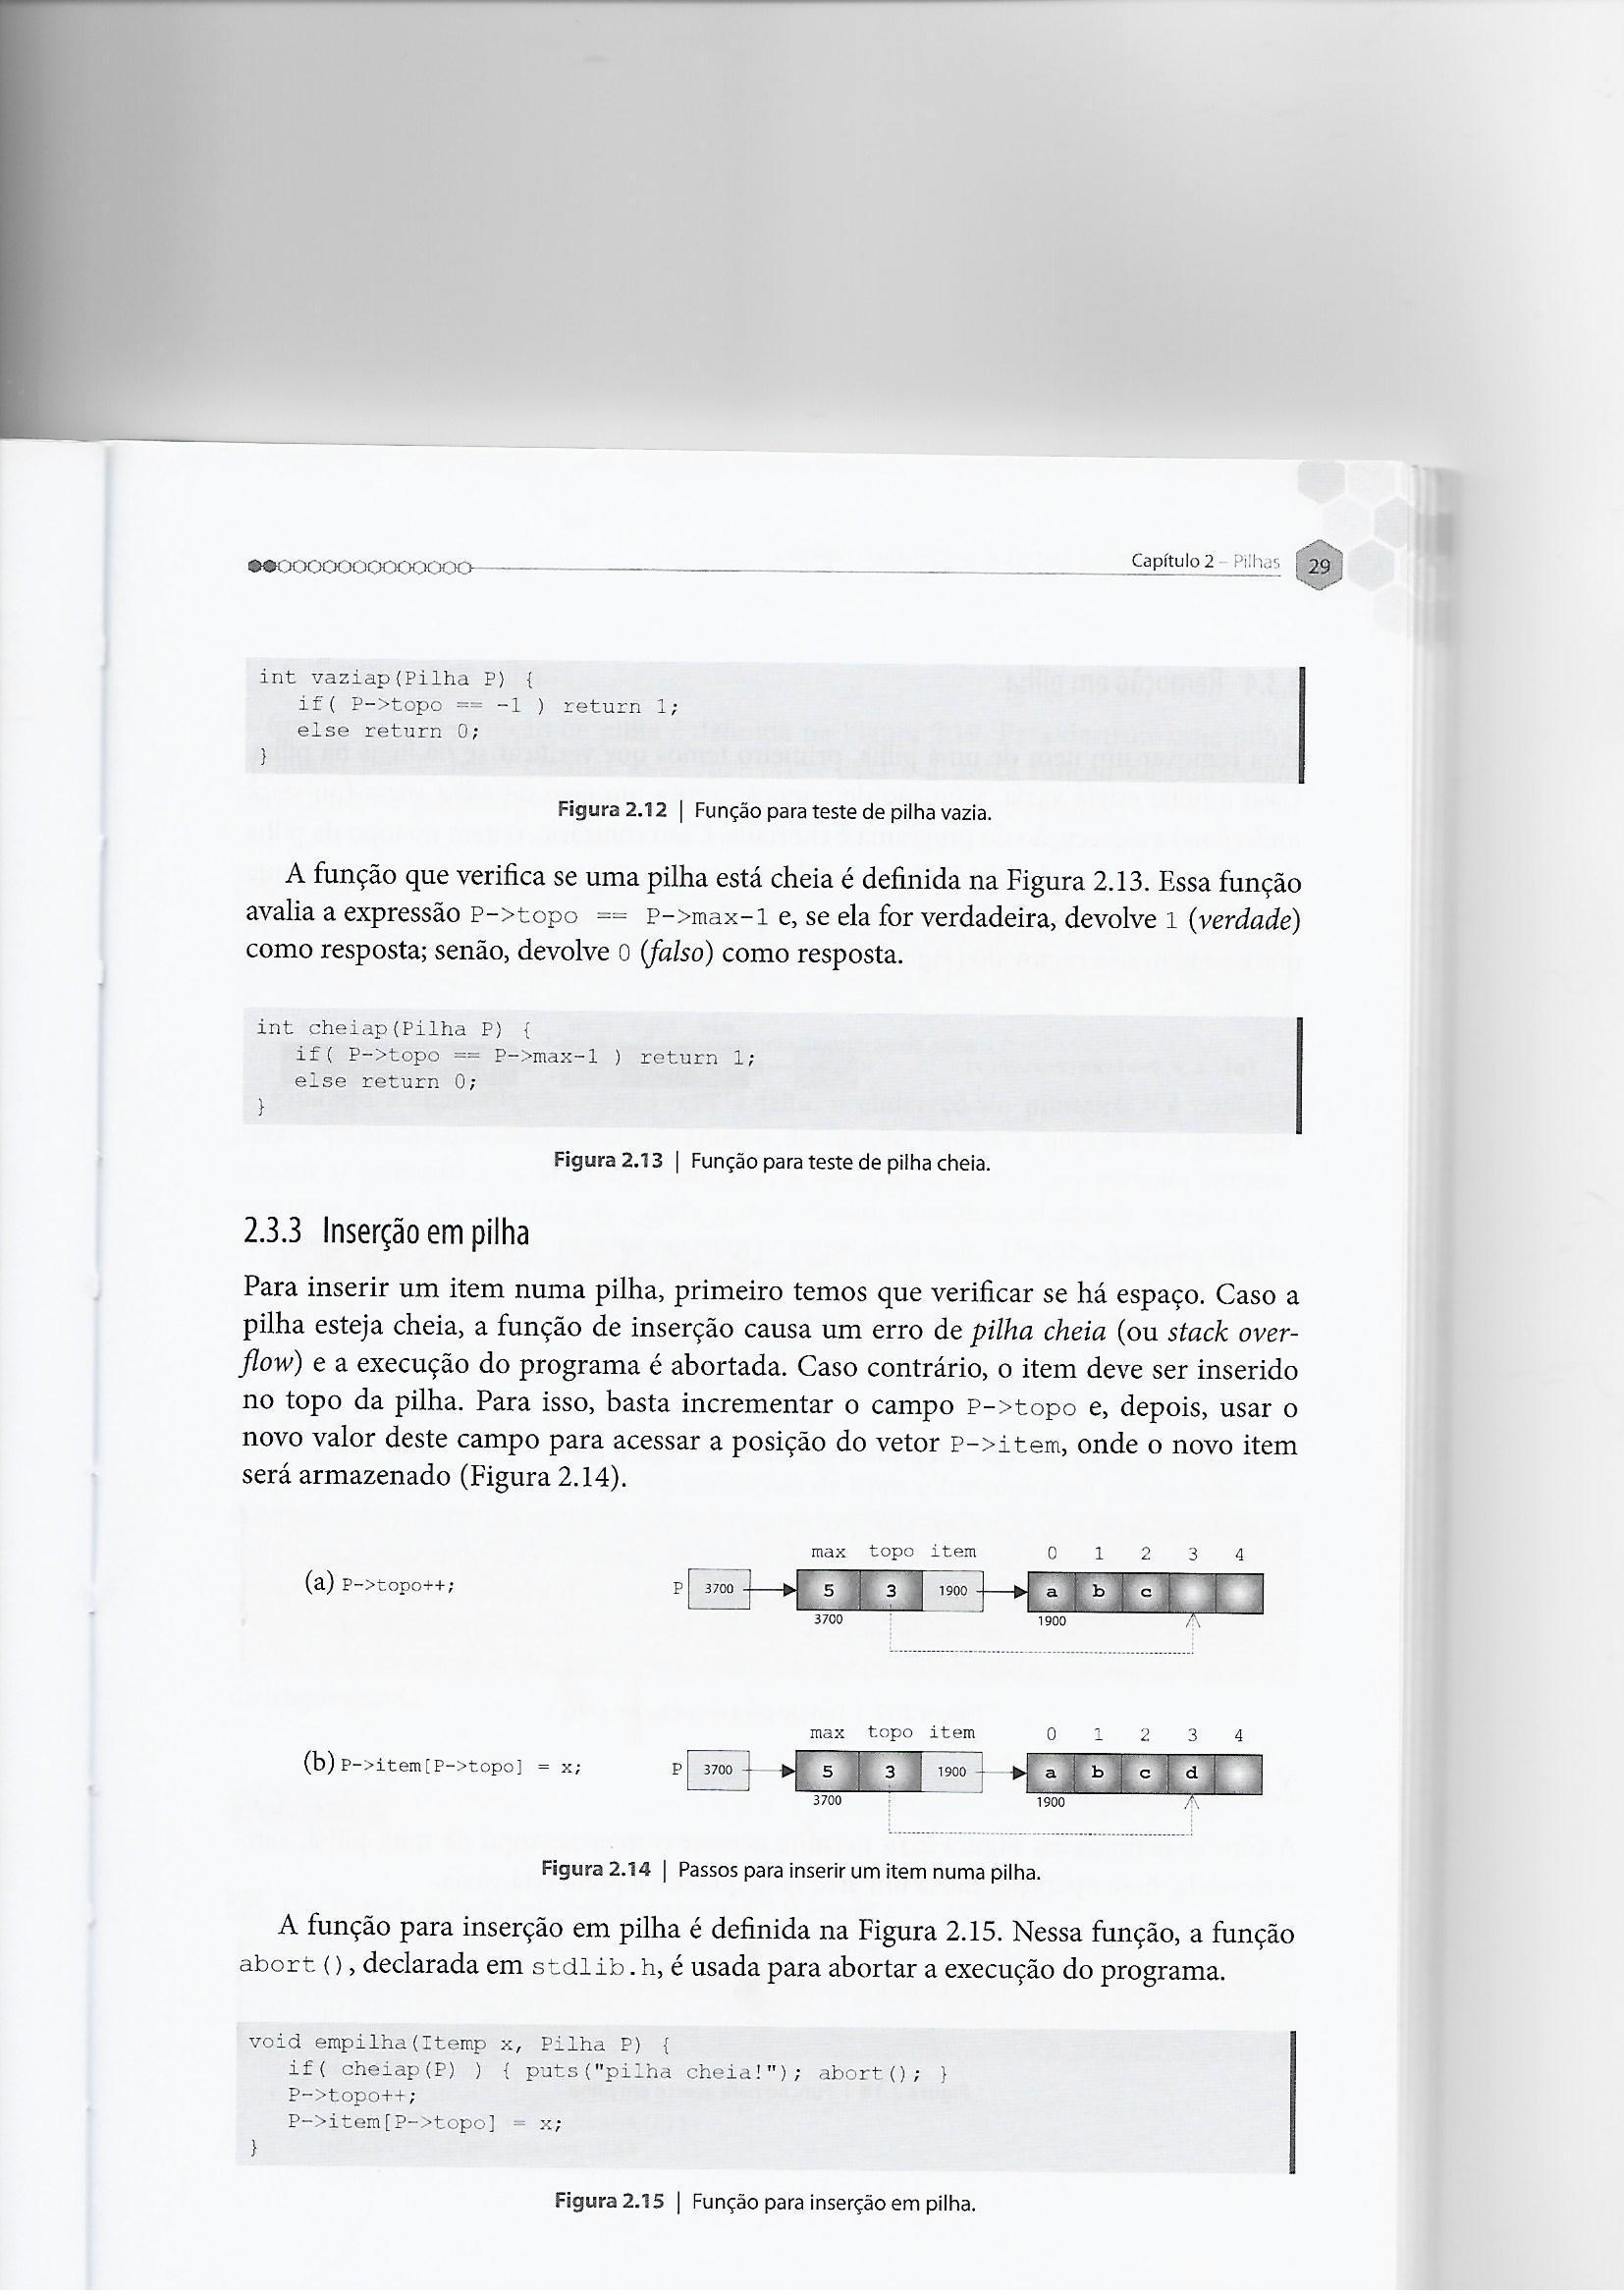 Capítulo 2 – Pilhas 29
int vaziap(Pilha P) {
if( P->topo == -1 ) return 1;
else return 0;
}
Figura 2.12 | Função para teste de pilha vazia.
A função que verifica se uma pilha está cheia é definida na Figura 2.13. Essa função
avalia a expressão P->topo == P->max-1 e, se ela for verdadeira, devolve 1 (verdade)
como resposta; senão, devolve 0 (falso) como resposta.
int cheiap(Pilha P) {
if( P->topo == P->max-1 ) return 1;
else return 0;
}
Figura 2.13 | Função para teste de pilha cheia.
2.3.3 Inserção em pilha
Para inserir um item numa pilha, primeiro temos que verificar se há espaço. Caso a
pilha esteja cheia, a função de inserção causa um erro de pilha cheia (ou stack over-
flow) e a execução do programa é abortada. Caso contrário, o item deve ser inserido
no topo da pilha. Para isso, basta incrementar o campo P->topo e, depois, usar o
novo valor deste campo para acessar a posição do vetor P->item, onde o novo item
será armazenado (Figura 2.14).
max topo item 0 1 2 3 4
(a) P->topo++; P 3700 5 3 1900 a b c
3700 1900
max topo item 0 1 2 3 4
(b) P->item[P->topo] = x; P 3700 5 3 1900 a b c d
3700 1900
Figura 2.14 | Passos para inserir um item numa pilha.
A função para inserção em pilha é definida na Figura 2.15. Nessa função, a função
abort(), declarada em stdlib.h, é usada para abortar a execução do programa.
void empilha(Itemp x, Pilha P) {
if( cheiap(P) ) { puts("pilha cheia!"); abort(); }
P->topo++;
P->item[P->topo] = x;
}
Figura 2.15 | Função para inserção em pilha.